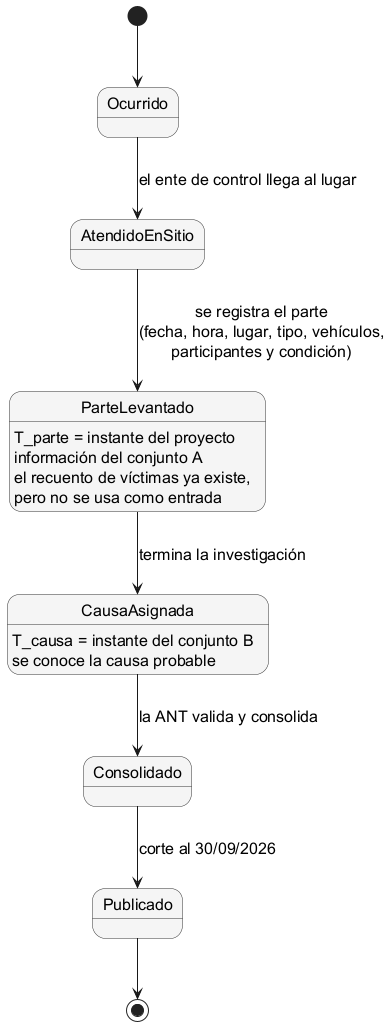 Ocurrido
el ente de control llega al lugar
AtendidoEnSitio
se registra el parte
(fecha, hora, lugar, tipo, vehículos,
participantes y condición)
ParteLevantado
T_parte = instante del proyecto
información del conjunto A
el recuento de víctimas ya existe,
pero no se usa como entrada
termina la investigación
CausaAsignada
T_causa = instante del conjunto B
se conoce la causa probable
la ANT valida y consolida
Consolidado
corte al 30/09/2026
Publicado